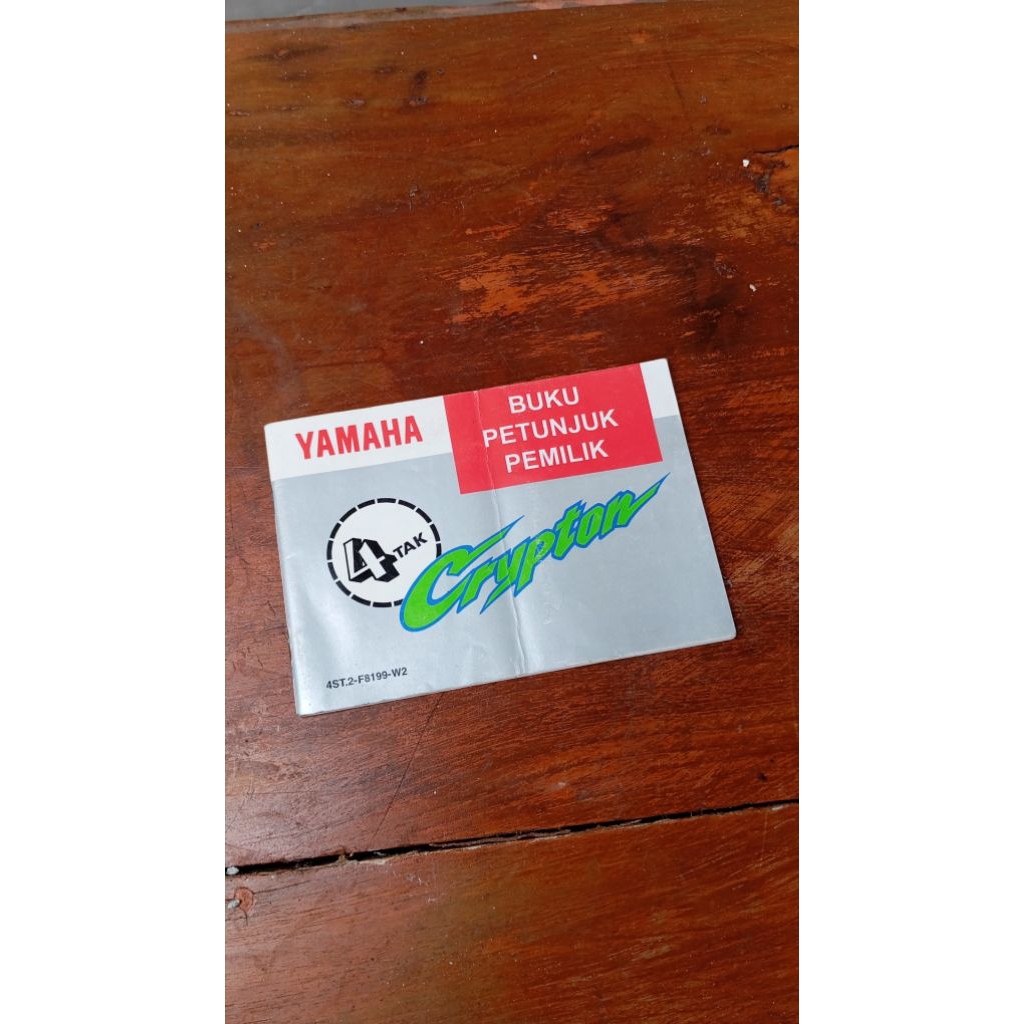 YAMAHA
BUKU
PETUNJUK
PEMILIK
4 TAK
Crypton
4ST.2-F8199-W2